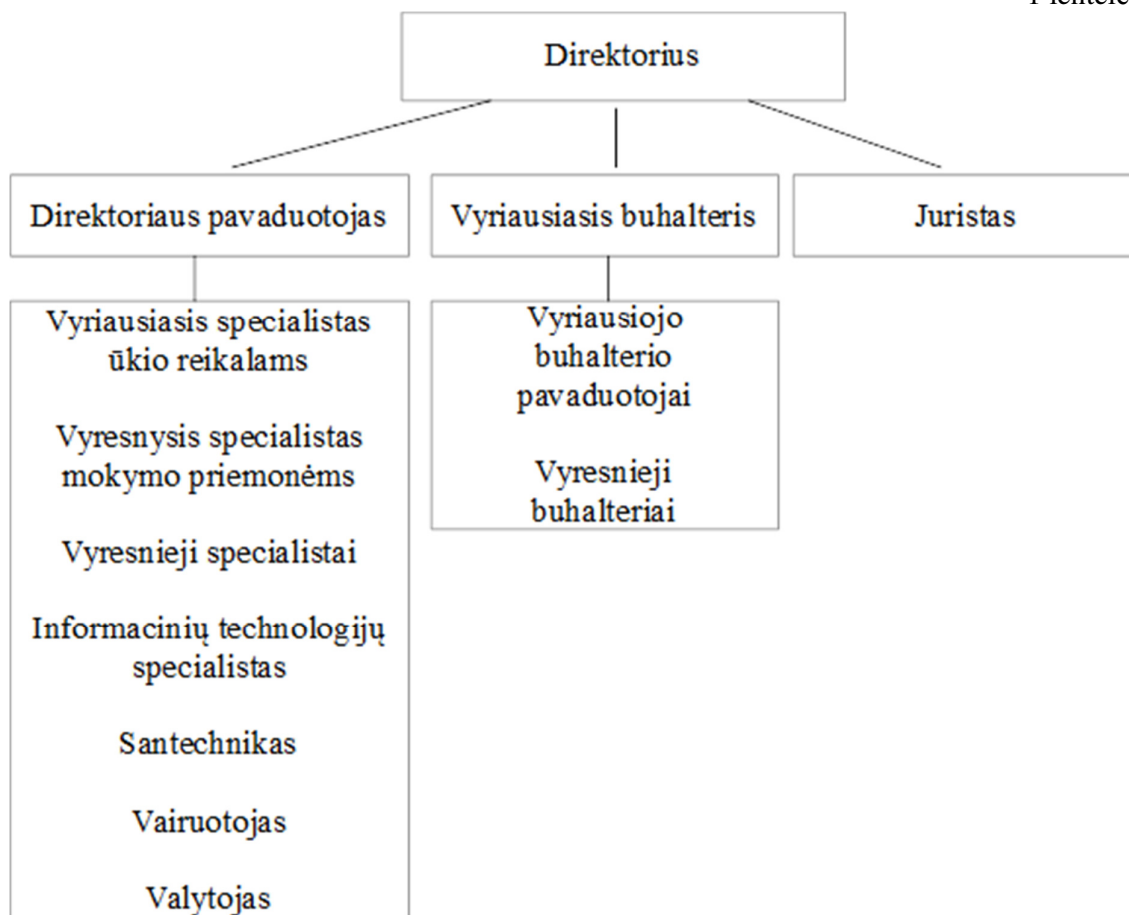 Direktorius
Direktoriaus pavaduotojas
Vyriausiasis buhalteris
Juristas
Vyriausiasis specialistas
ūkio reikalams
Vyresnysis specialistas
mokymo priemonėms
Vyresnieji specialistai
Informacinių technologijų
specialistas
Santechnikas
Vairuotojas
Valytojas
Vyriausiojo
buhalterio
pavaduotojai
Vyresnieji
buhalteriai